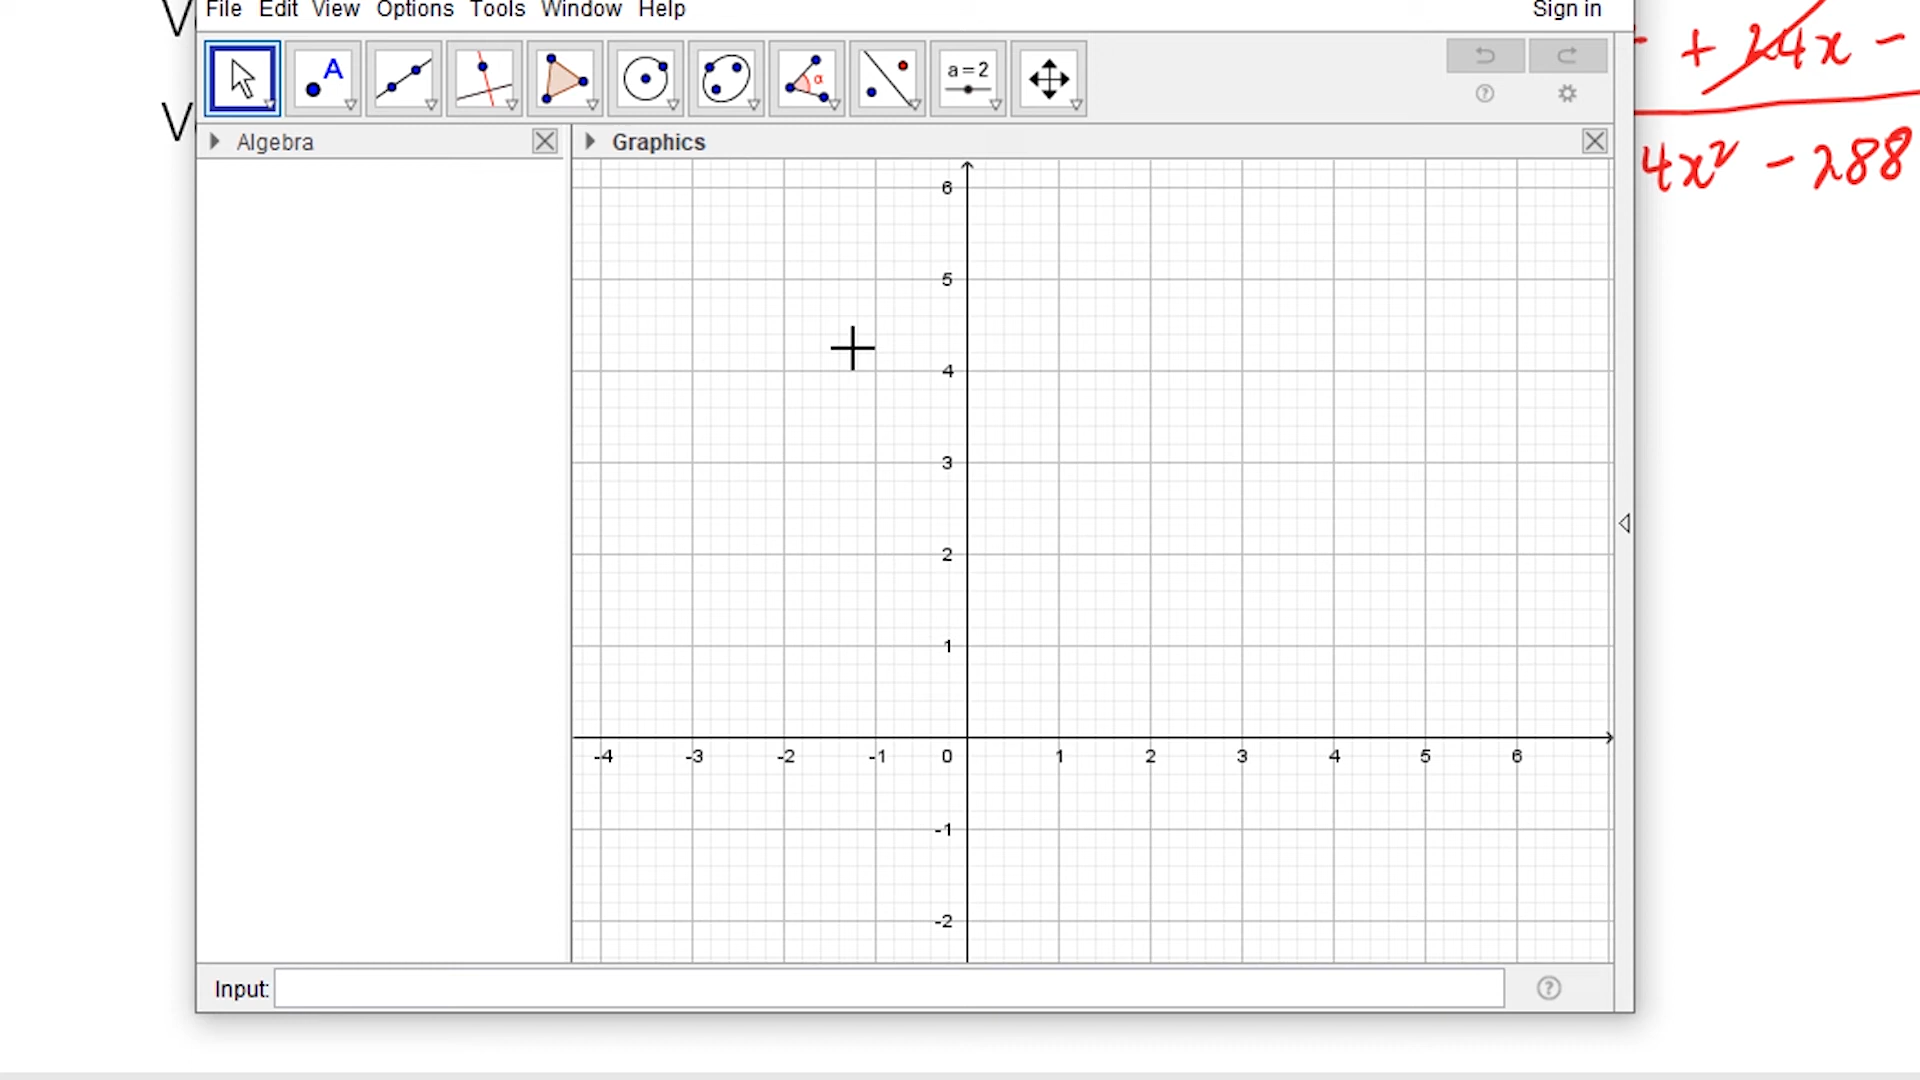 V
File Edit View Options Tools Window Help Sign in
+ 24x -
A α a=2
V
Algebra Graphics
4x² - 288
6
5
4
3
2
1
-4 -3 -2 -1 0 1 2 3 4 5 6
-1
-2
Input: